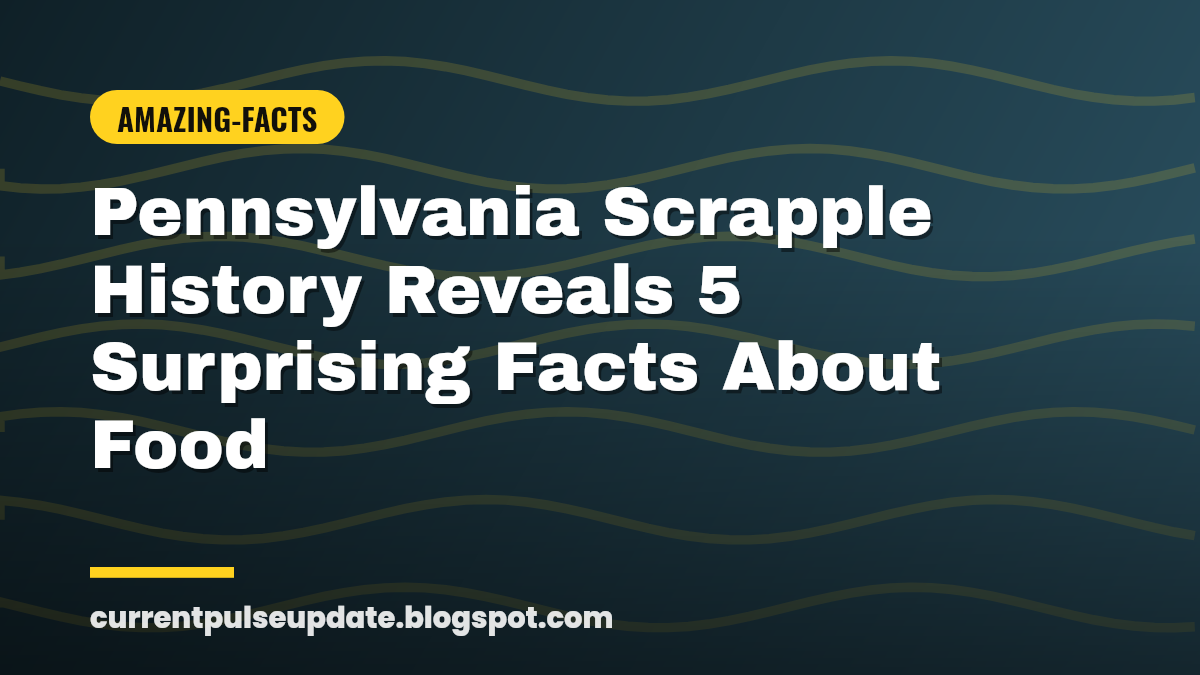 AMAZING-FACTS
Pennsylvania Scrapple
History Reveals 5
Surprising Facts About
Food
currentpulseupdate.blogspot.com